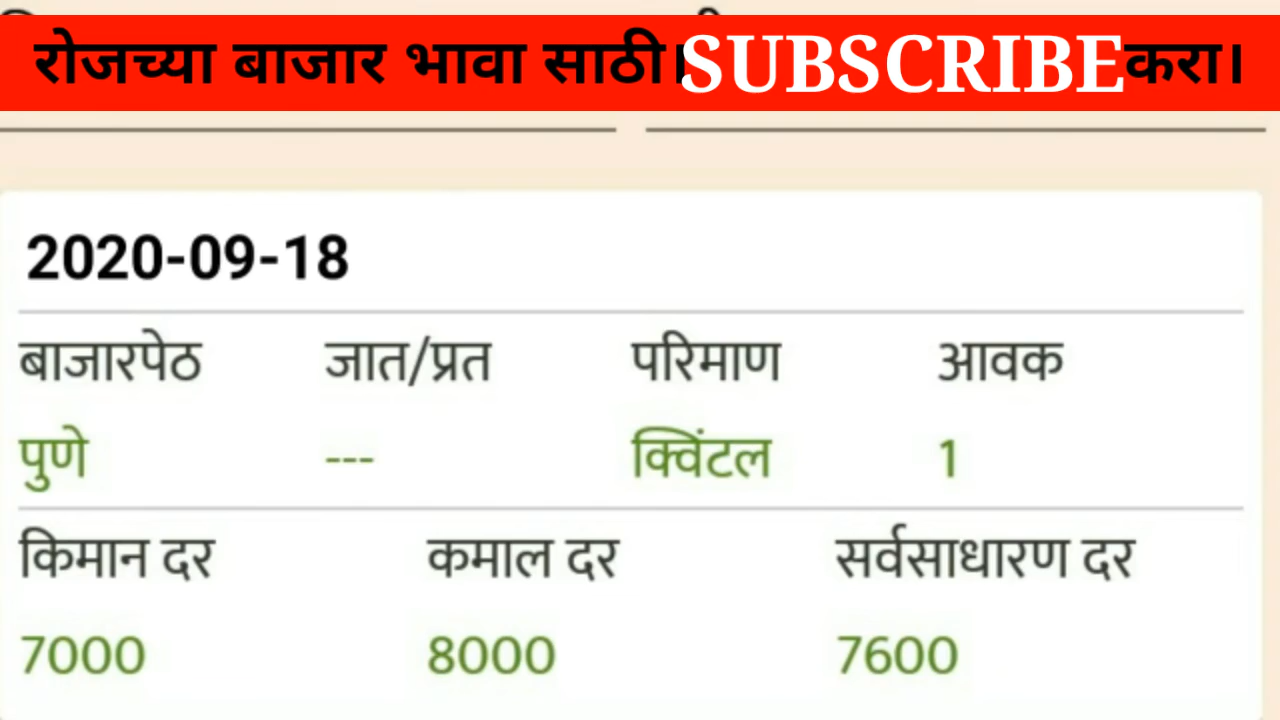 रोजच्या बाजार भावा साठी। SUBSCRIBE करा।
2020-09-18
बाजारपेठ जात/प्रत परिमाण आवक
पुणे --- क्विंटल 1
किमान दर कमाल दर सर्वसाधारण दर
7000 8000 7600